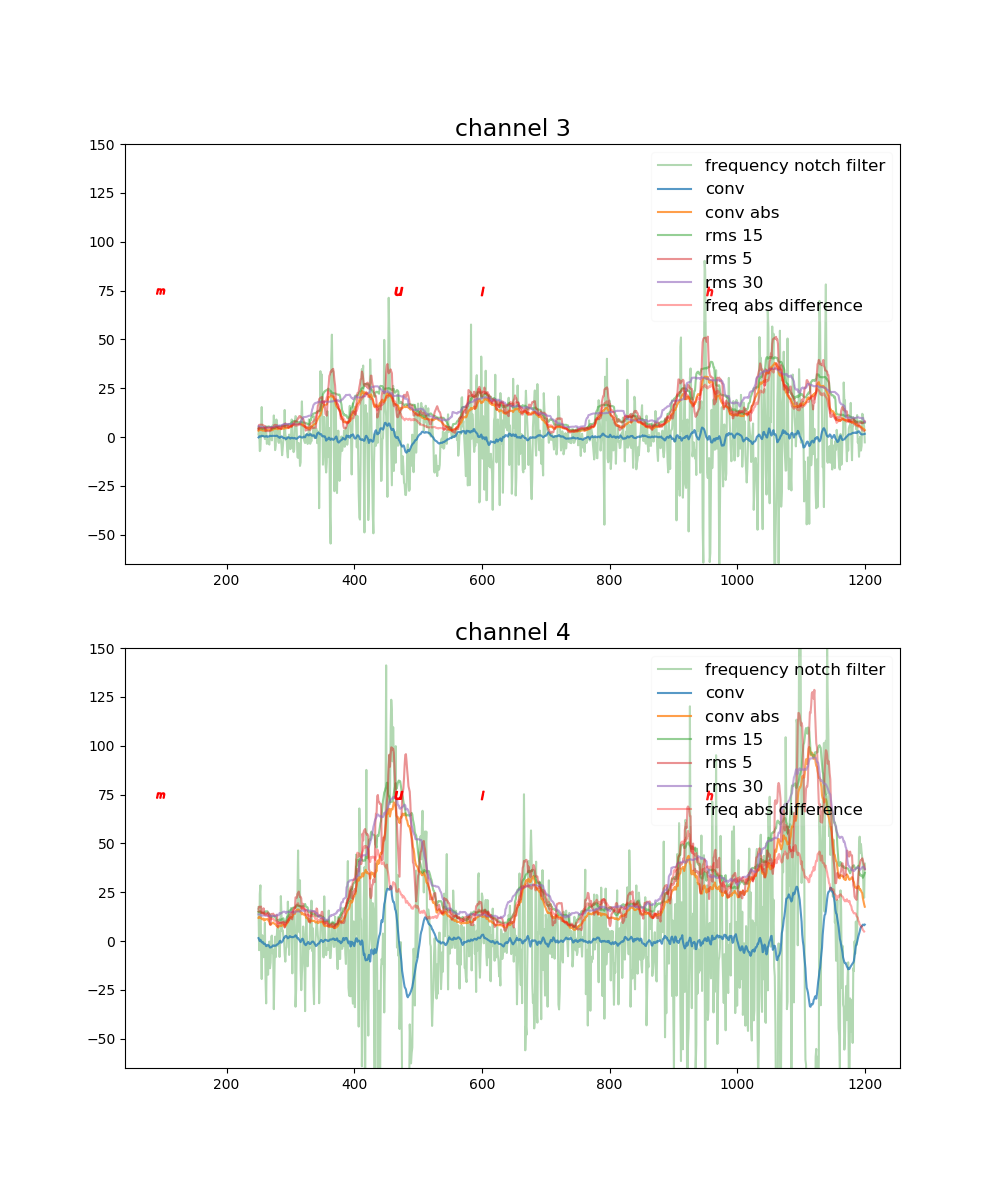 channel 3
150
125
100
75
50
25
0
−25
−50
frequency notch filter
conv
conv abs
rms 15
rms 5
rms 30
freq abs difference
m u l h
200 400 600 800 1000 1200
channel 4
150
125
100
75
50
25
0
−25
−50
frequency notch filter
conv
conv abs
rms 15
rms 5
rms 30
freq abs difference
m u l h
200 400 600 800 1000 1200